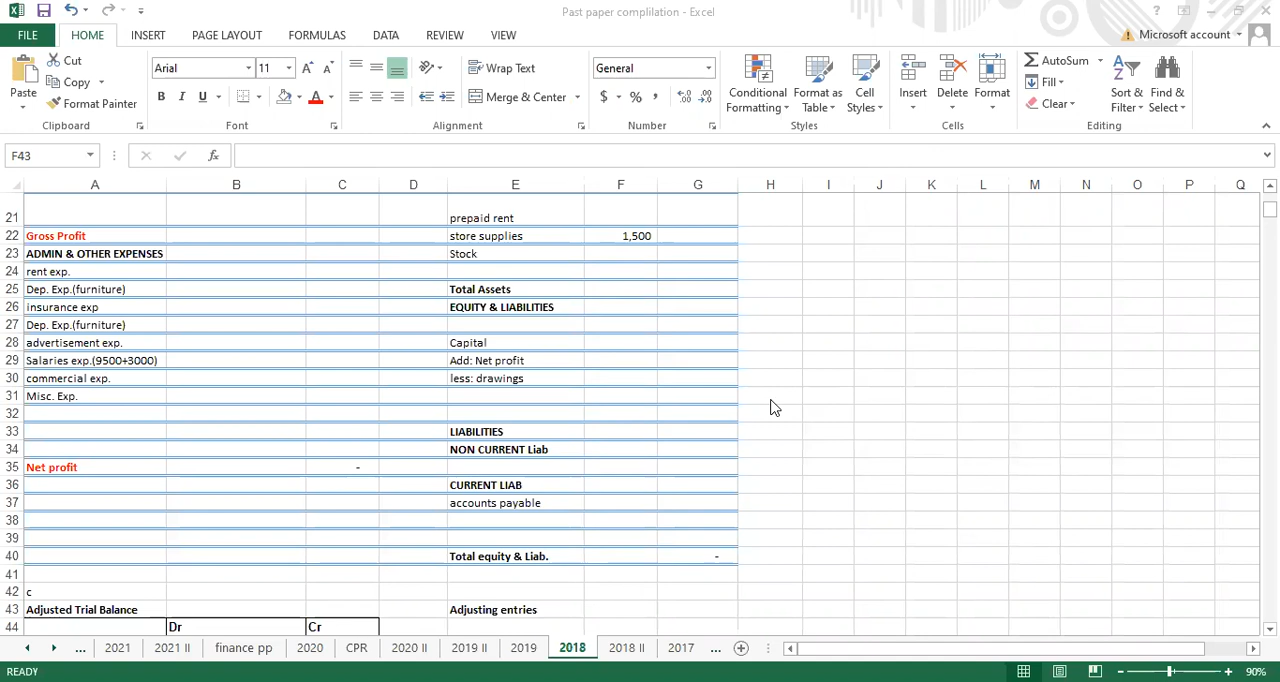 Past paper complilation - Excel
FILE HOME INSERT PAGE LAYOUT FORMULAS DATA REVIEW VIEW Microsoft account
Paste Cut Copy Format Painter Clipboard
Arial 11 B I U A Font
Wrap Text Merge & Center Alignment
General $ % , Number
Conditional Formatting Format as Table Cell Styles Styles
Insert Delete Format Cells
AutoSum Fill Clear Sort & Filter Find & Select Editing
F43 fx
A B C D E F G H I J K L M N O P Q
21 prepaid rent
22 Gross Profit store supplies 1,500
23 ADMIN & OTHER EXPENSES Stock
24 rent exp.
25 Dep. Exp.(furniture) Total Assets
26 insurance exp EQUITY & LIABILITIES
27 Dep. Exp.(furniture)
28 advertisement exp. Capital
29 Salaries exp.(9500+3000) Add: Net profit
30 commercial exp. less: drawings
31 Misc. Exp.
32
33 LIABILITIES
34 NON CURRENT Liab
35 Net profit -
36 CURRENT LIAB
37 accounts payable
38
39
40 Total equity & Liab. -
41
42 c
43 Adjusted Trial Balance Adjusting entries
44 Dr Cr
... 2021 2021 II finance pp 2020 CPR 2020 II 2019 II 2019 2018 2018 II 2017 ...
READY 90%